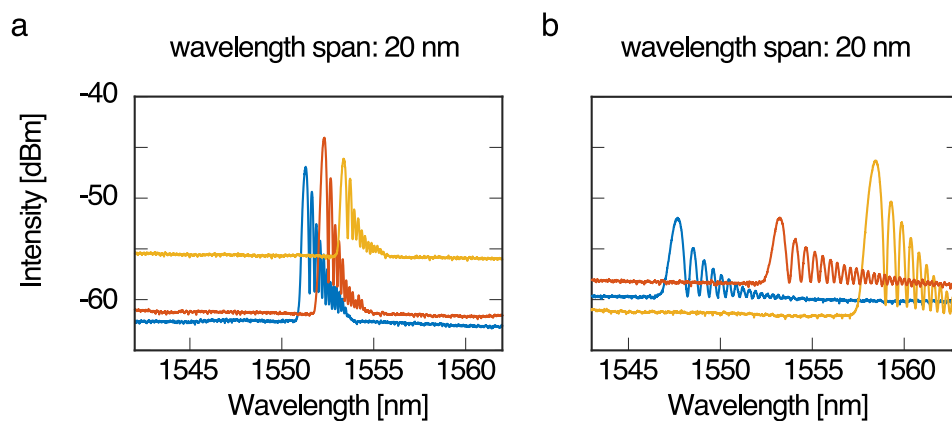 a
wavelength span: 20 nm
b
wavelength span: 20 nm
Intensity [dBm]
-40
-50
-60
1545 1550 1555 1560
Wavelength [nm]
1545 1550 1555 1560
Wavelength [nm]